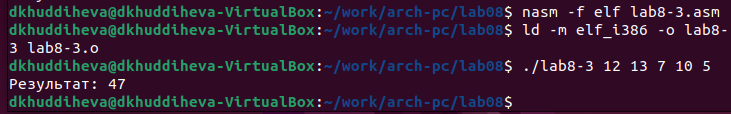 dkhuddiheva@dkhuddiheva-VirtualBox:~/work/arch-pc/lab08$ nasm -f elf lab8-3.asm
dkhuddiheva@dkhuddiheva-VirtualBox:~/work/arch-pc/lab08$ ld -m elf_i386 -o lab8-
3 lab8-3.o
dkhuddiheva@dkhuddiheva-VirtualBox:~/work/arch-pc/lab08$ ./lab8-3 12 13 7 10 5
Результат: 47
dkhuddiheva@dkhuddiheva-VirtualBox:~/work/arch-pc/lab08$